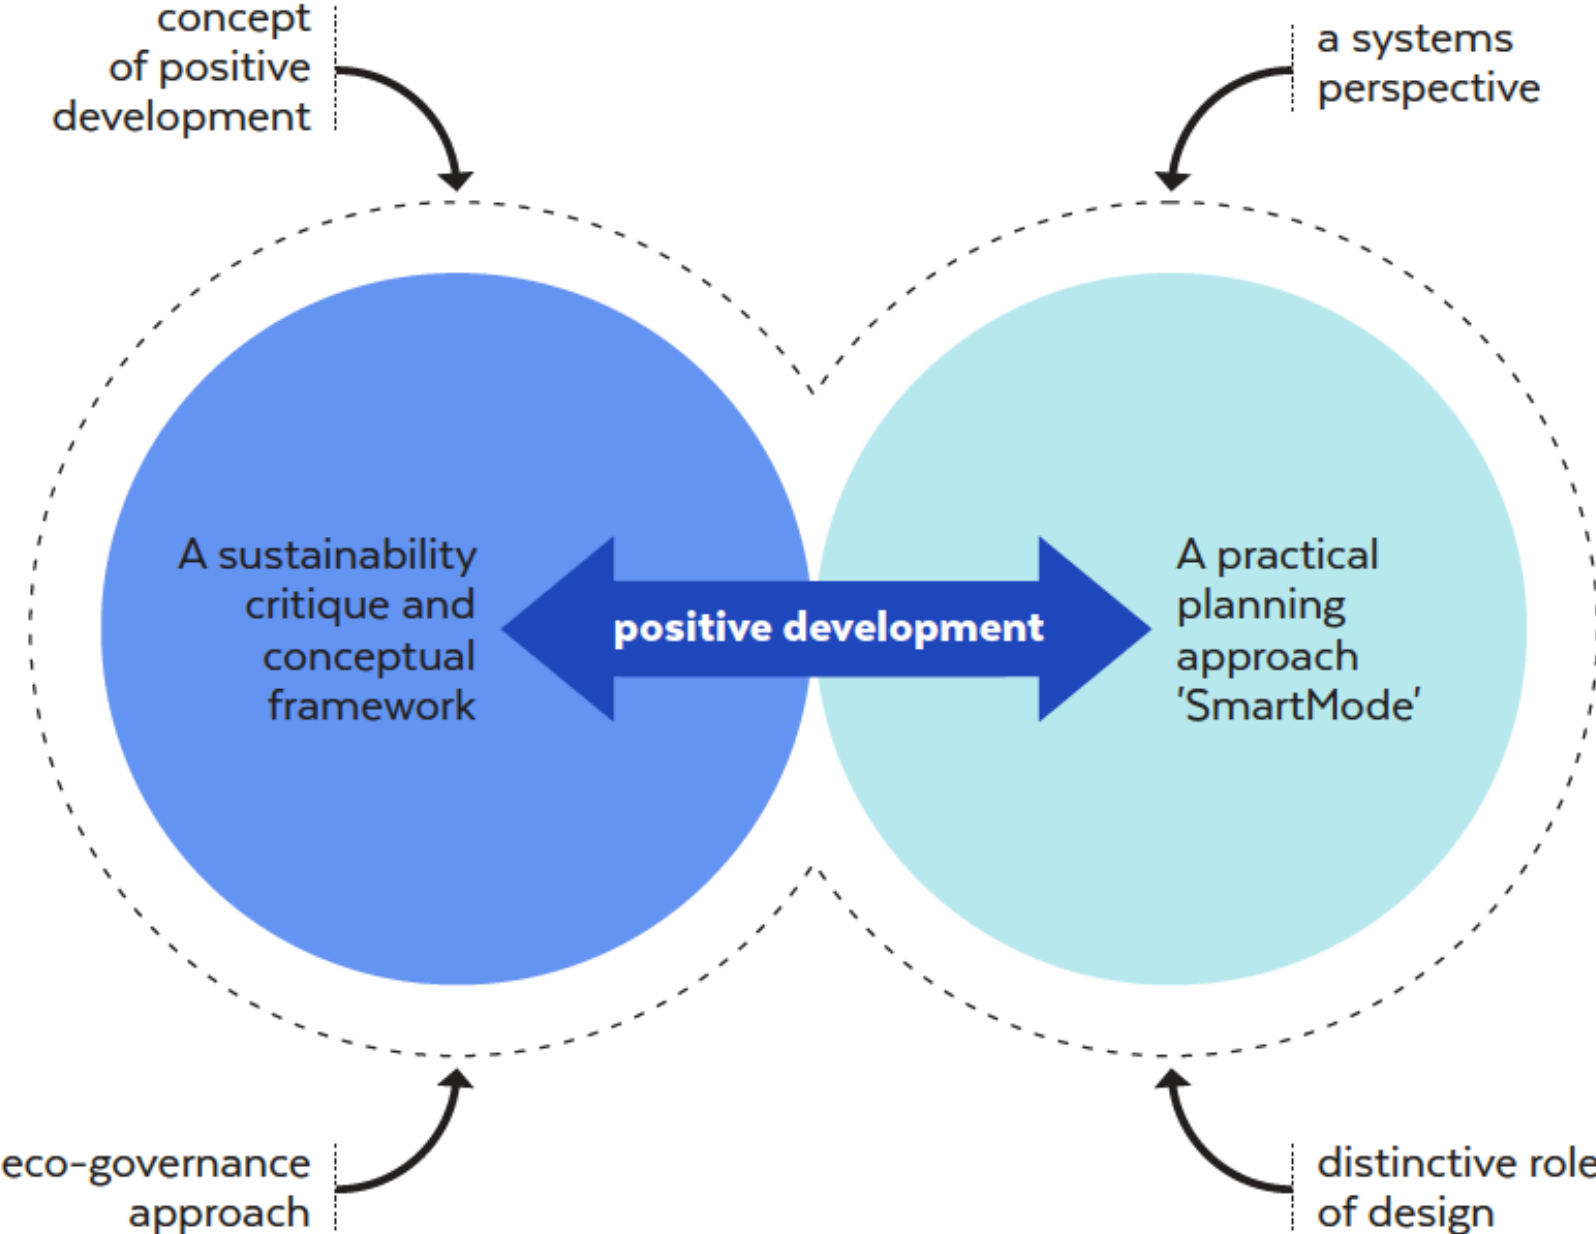 concept
of positive
development
a systems
perspective
A sustainability
critique and
conceptual
framework
positive development
A practical
planning
approach
'SmartMode'
eco-governance
approach
distinctive role
of design